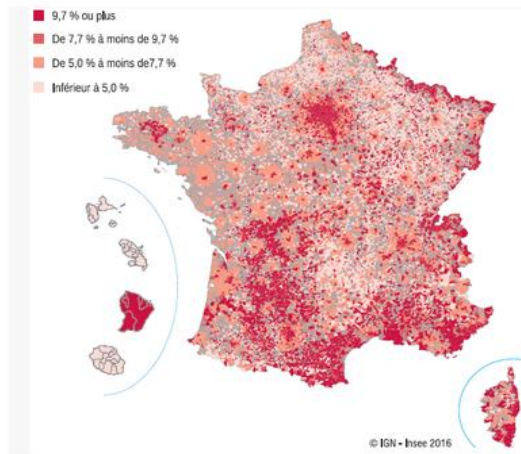 9,7 % ou plus
De 7,7 % à moins de 9,7 %
De 5,0 % à moins de7,7 %
Inférieur à 5,0 %
© IGN - Insee 2016